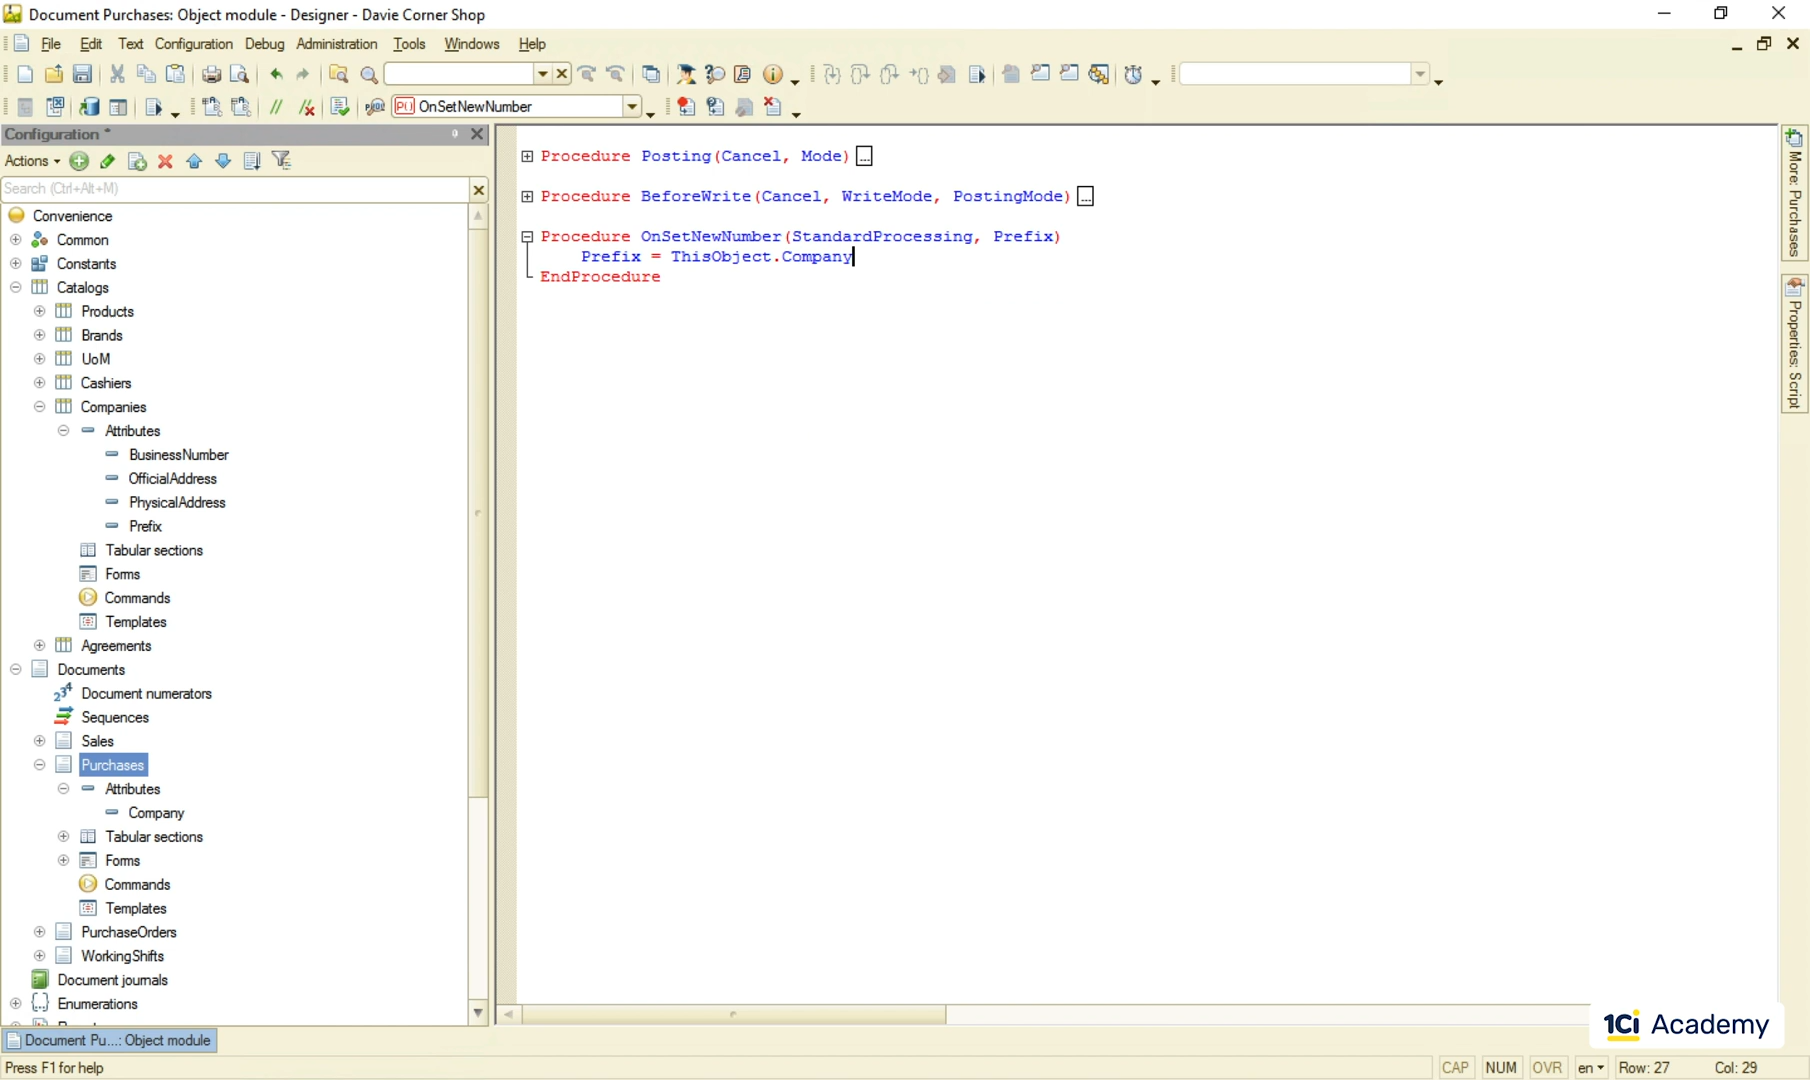 Document Purchases: Object module - Designer - Davie Corner Shop
File Edit Text Configuration Debug Administration Tools Windows Help
OnSetNewNumber
Configuration *
Actions
Search (Ctrl+Alt+M)
Convenience
Common
Constants
Catalogs
Products
Brands
UoM
Cashiers
Companies
Attributes
BusinessNumber
OfficialAddress
PhysicalAddress
Prefix
Tabular sections
Forms
Commands
Templates
Agreements
Documents
Document numerators
Sequences
Sales
Purchases
Attributes
Company
Tabular sections
Forms
Commands
Templates
PurchaseOrders
WorkingShifts
Document journals
Enumerations
Procedure Posting(Cancel, Mode) ...
Procedure BeforeWrite(Cancel, WriteMode, PostingMode) ...
Procedure OnSetNewNumber(StandardProcessing, Prefix)
Prefix = ThisObject.Company
EndProcedure
More: Purchases
Properties: Script
1Ci Academy
Document Pu...: Object module
Press F1 for help
CAP NUM OVR en Row: 27 Col: 29